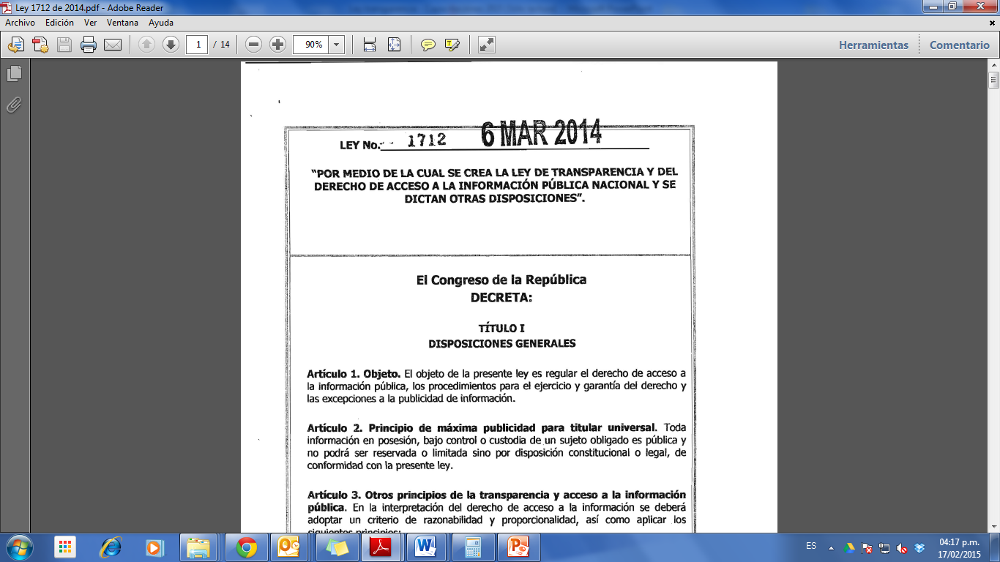 Ley 1712 de 2014.pdf - Adobe Reader
Archivo Edición Ver Ventana Ayuda
1 / 14 90% Herramientas Comentario
LEY No. 1712 6 MAR 2014
“POR MEDIO DE LA CUAL SE CREA LA LEY DE TRANSPARENCIA Y DEL
DERECHO DE ACCESO A LA INFORMACIÓN PÚBLICA NACIONAL Y SE
DICTAN OTRAS DISPOSICIONES”.
El Congreso de la República
DECRETA:
TÍTULO I
DISPOSICIONES GENERALES
Artículo 1. Objeto. El objeto de la presente ley es regular el derecho de acceso a
la información pública, los procedimientos para el ejercicio y garantía del derecho y
las excepciones a la publicidad de información.
Artículo 2. Principio de máxima publicidad para titular universal. Toda
información en posesión, bajo control o custodia de un sujeto obligado es pública y
no podrá ser reservada o limitada sino por disposición constitucional o legal, de
conformidad con la presente ley.
Artículo 3. Otros principios de la transparencia y acceso a la información
pública. En la interpretación del derecho de acceso a la información se deberá
adoptar un criterio de razonabilidad y proporcionalidad, así como aplicar los
siguientes principios:
ES 04:17 p.m.
17/02/2015